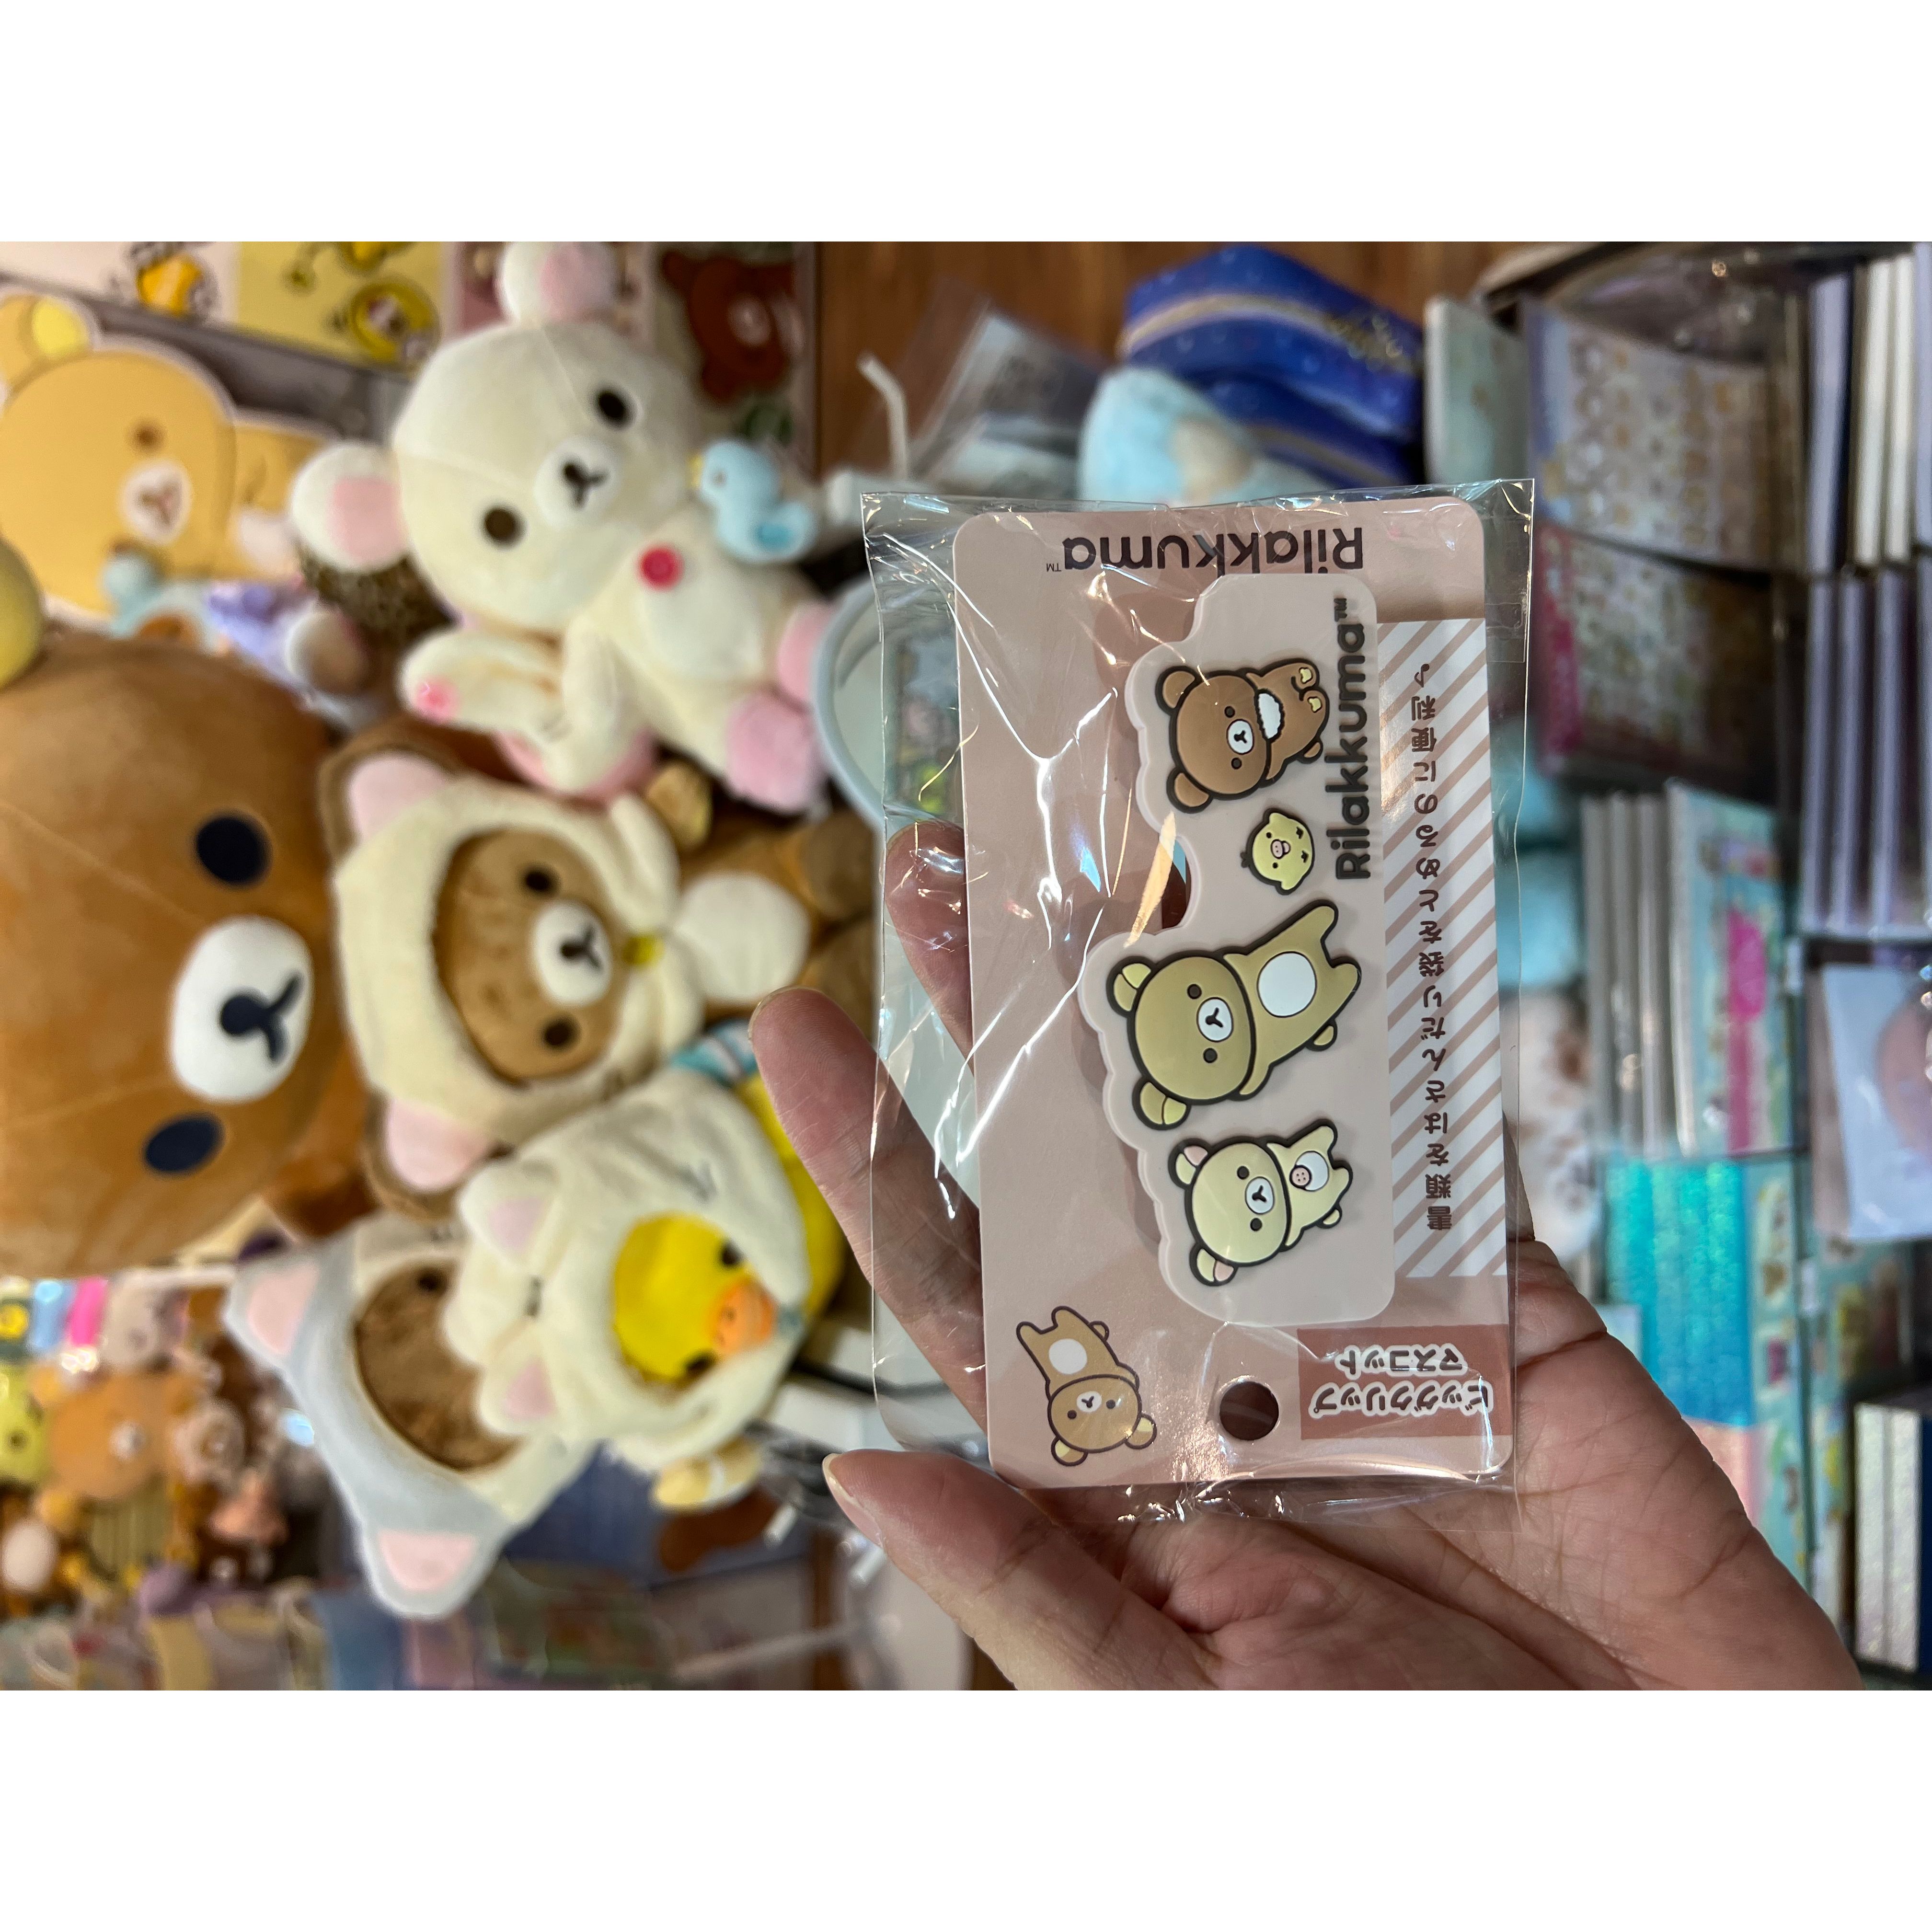 Rilakkuma™
Rilakkuma™
書類をはさんだり袋をとめるのに便利♪
ビッグクリップ
マスコット